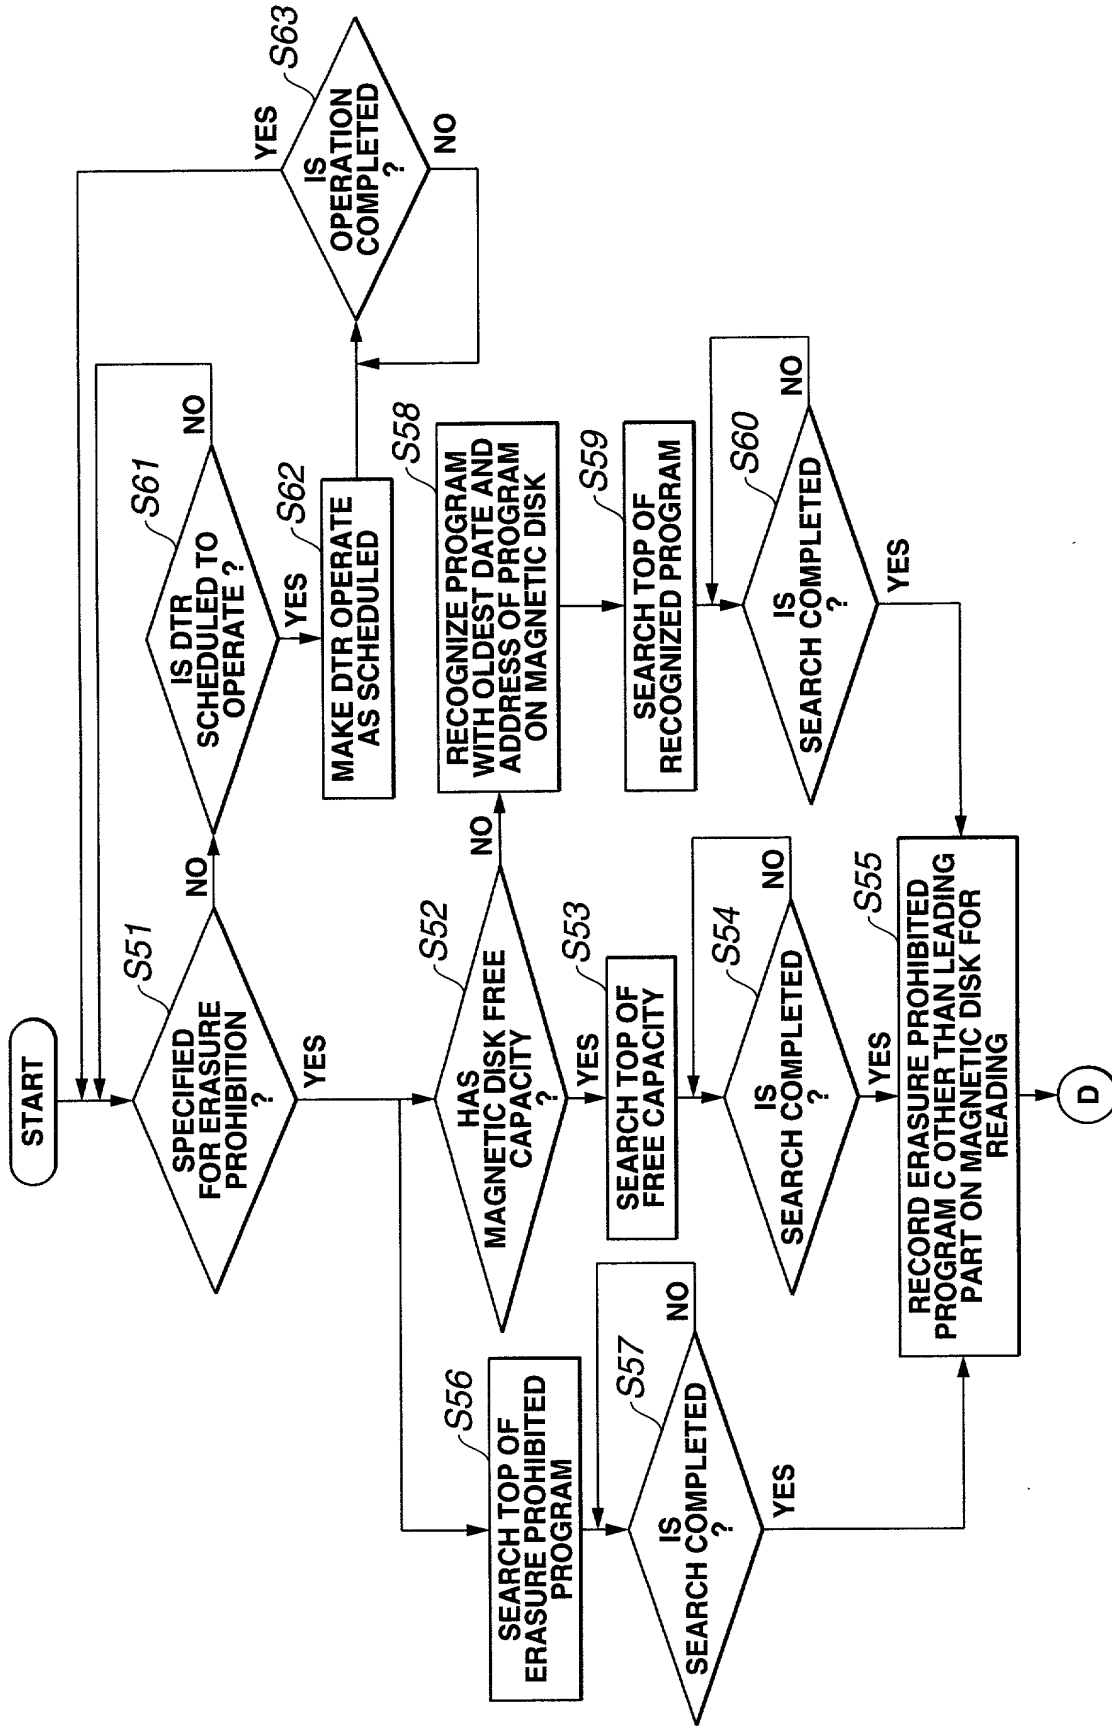 START
S51
SPECIFIED
FOR ERASURE
PROHIBITION
?
NO
YES
S61
IS DTR
SCHEDULED TO
OPERATE ?
NO
YES
S62
MAKE DTR OPERATE
AS SCHEDULED
S63
IS
OPERATION
COMPLETED
?
YES
NO
S52
HAS
MAGNETIC DISK FREE
CAPACITY
?
NO
YES
S53
SEARCH TOP OF
FREE CAPACITY
S54
IS
SEARCH COMPLETED
?
NO
YES
S56
SEARCH TOP OF
ERASURE PROHIBITED
PROGRAM
S57
IS
SEARCH COMPLETED
?
NO
YES
S58
RECOGNIZE PROGRAM
WITH OLDEST DATE AND
ADDRESS OF PROGRAM
ON MAGNETIC DISK
S59
SEARCH TOP OF
RECOGNIZED PROGRAM
S60
IS
SEARCH COMPLETED
?
NO
YES
S55
RECORD ERASURE PROHIBITED
PROGRAM C OTHER THAN LEADING
PART ON MAGNETIC DISK FOR
READING
D